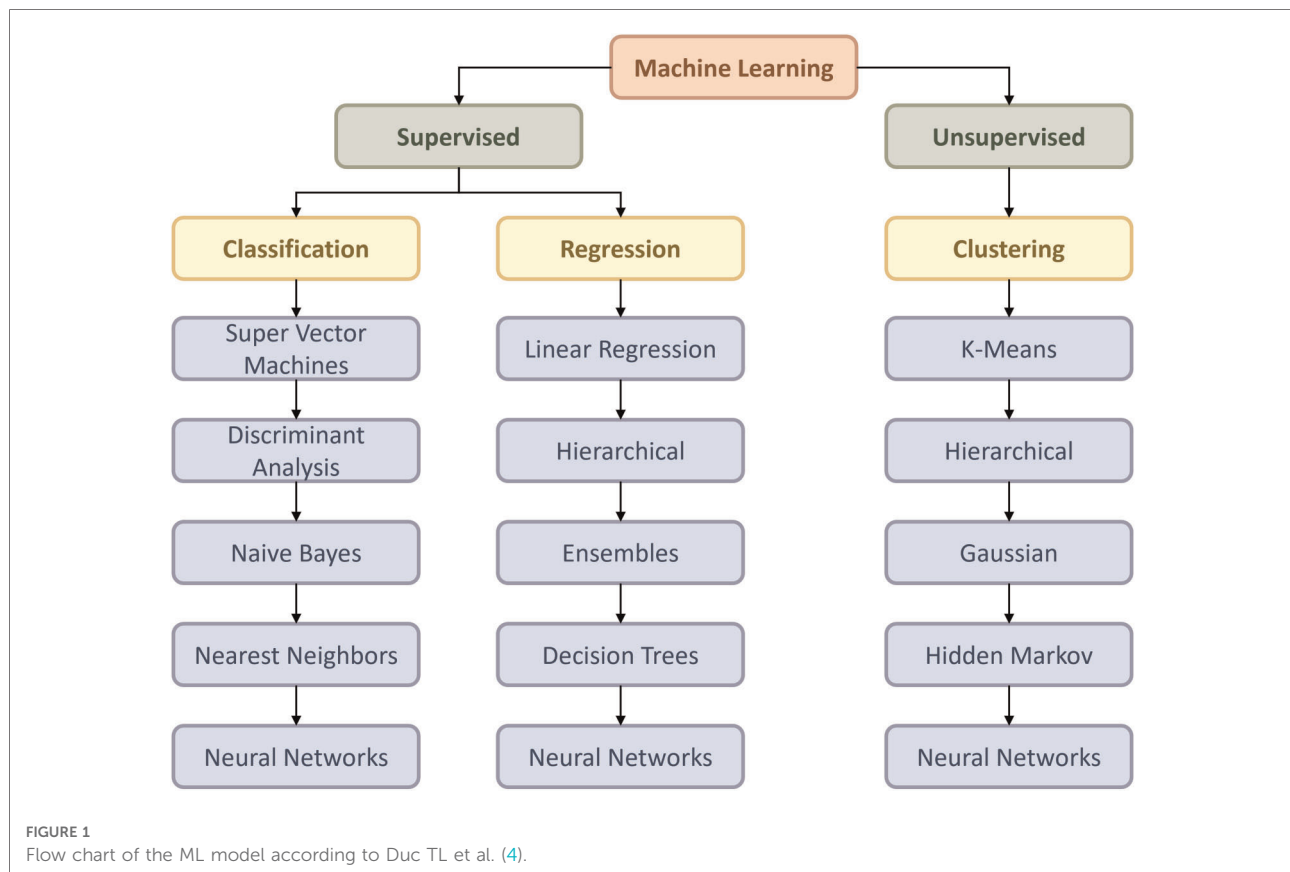 Machine Learning
Supervised
Unsupervised
Classification
Regression
Clustering
Super Vector
Machines
Linear Regression
K-Means
Discriminant
Analysis
Hierarchical
Hierarchical
Naive Bayes
Ensembles
Gaussian
Nearest Neighbors
Decision Trees
Hidden Markov
Neural Networks
Neural Networks
Neural Networks
FIGURE 1
Flow chart of the ML model according to Duc TL et al. (4).